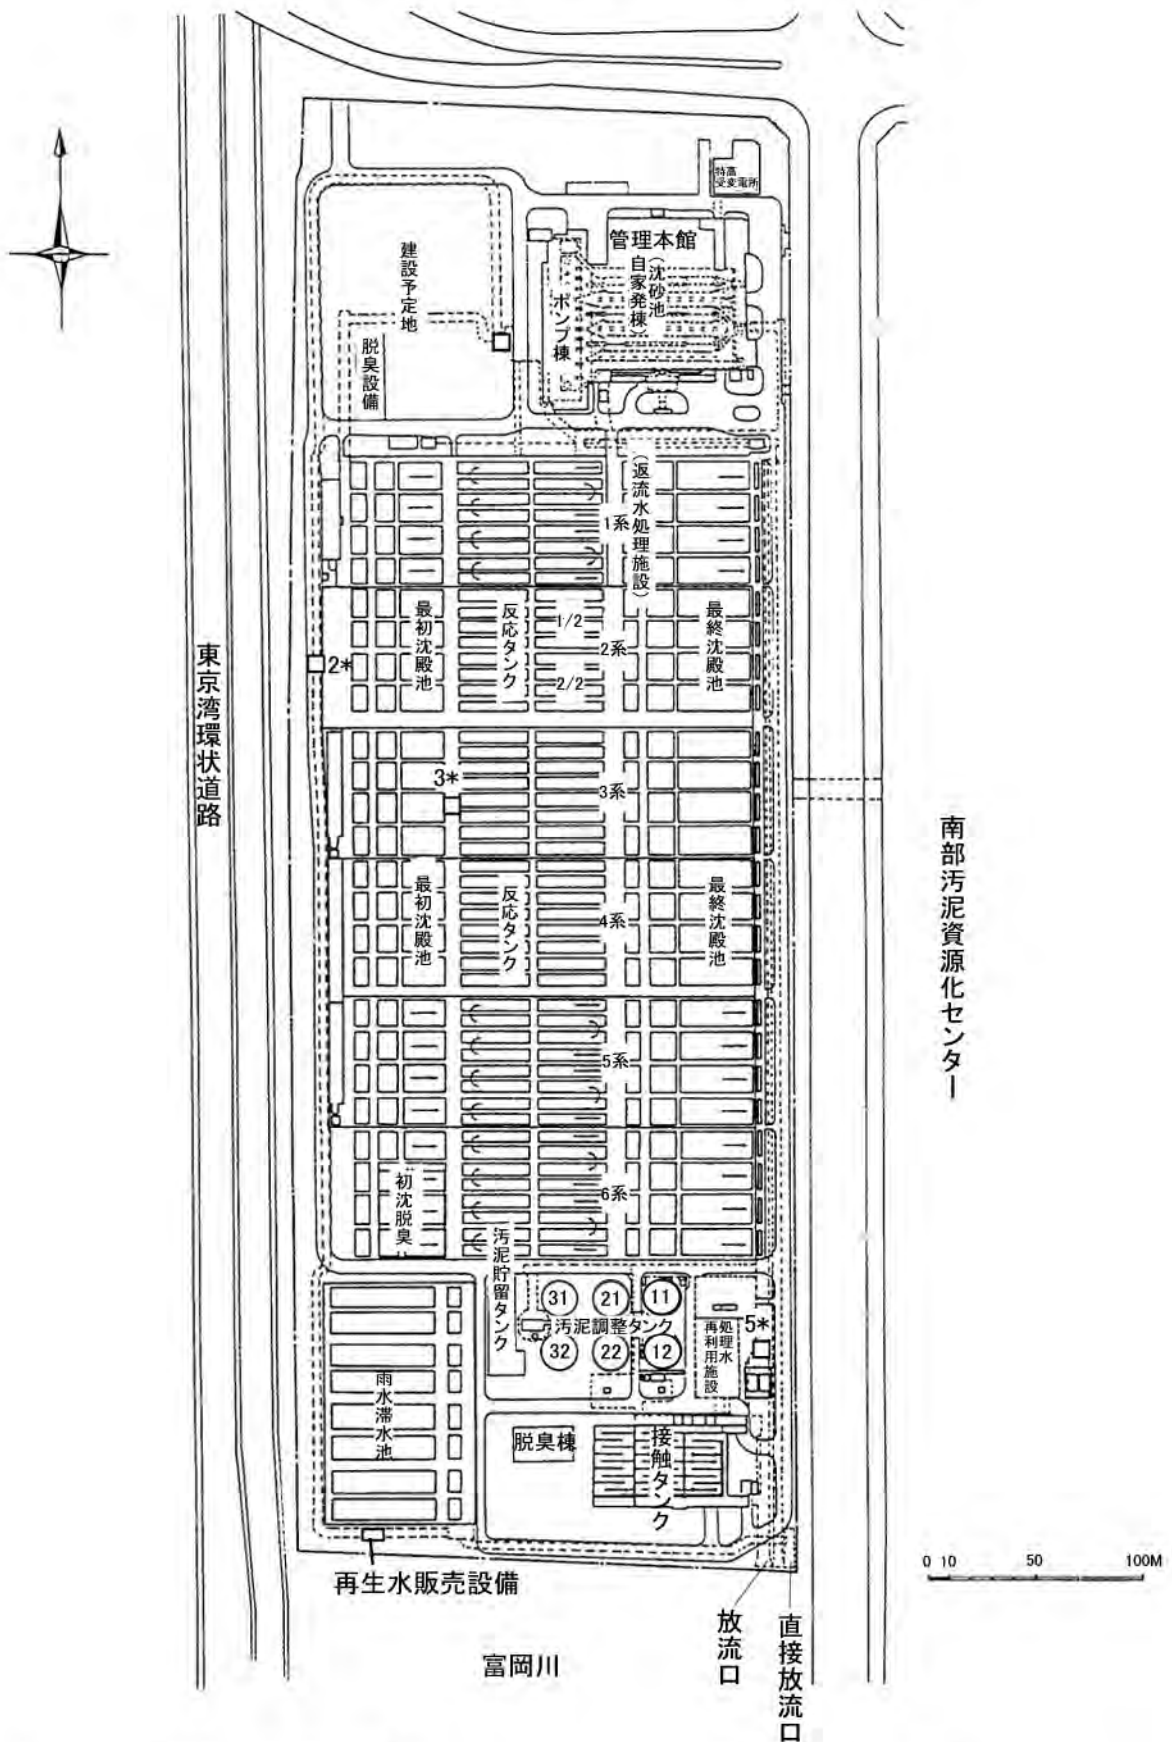 特高
受変電所
管理本館
(沈砂池
自家発棟)
ポンプ棟
建設予定地
脱臭設備
(返流水処理施設)
1系
最初沈殿池
反応タンク
1/2
2/2
2系
最終沈殿池
2*
東京湾環状道路
3*
3系
南部汚泥資源化センター
最初沈殿池
反応タンク
4系
最終沈殿池
5系
6系
初沈脱臭
汚泥貯留タンク
31
21
11
汚泥調整タンク
32
22
12
処理水
再利用施設
5*
雨水滞水池
脱臭棟
接触タンク
再生水販売設備
0 10 50 100M
放流口
直接放流口
富岡川